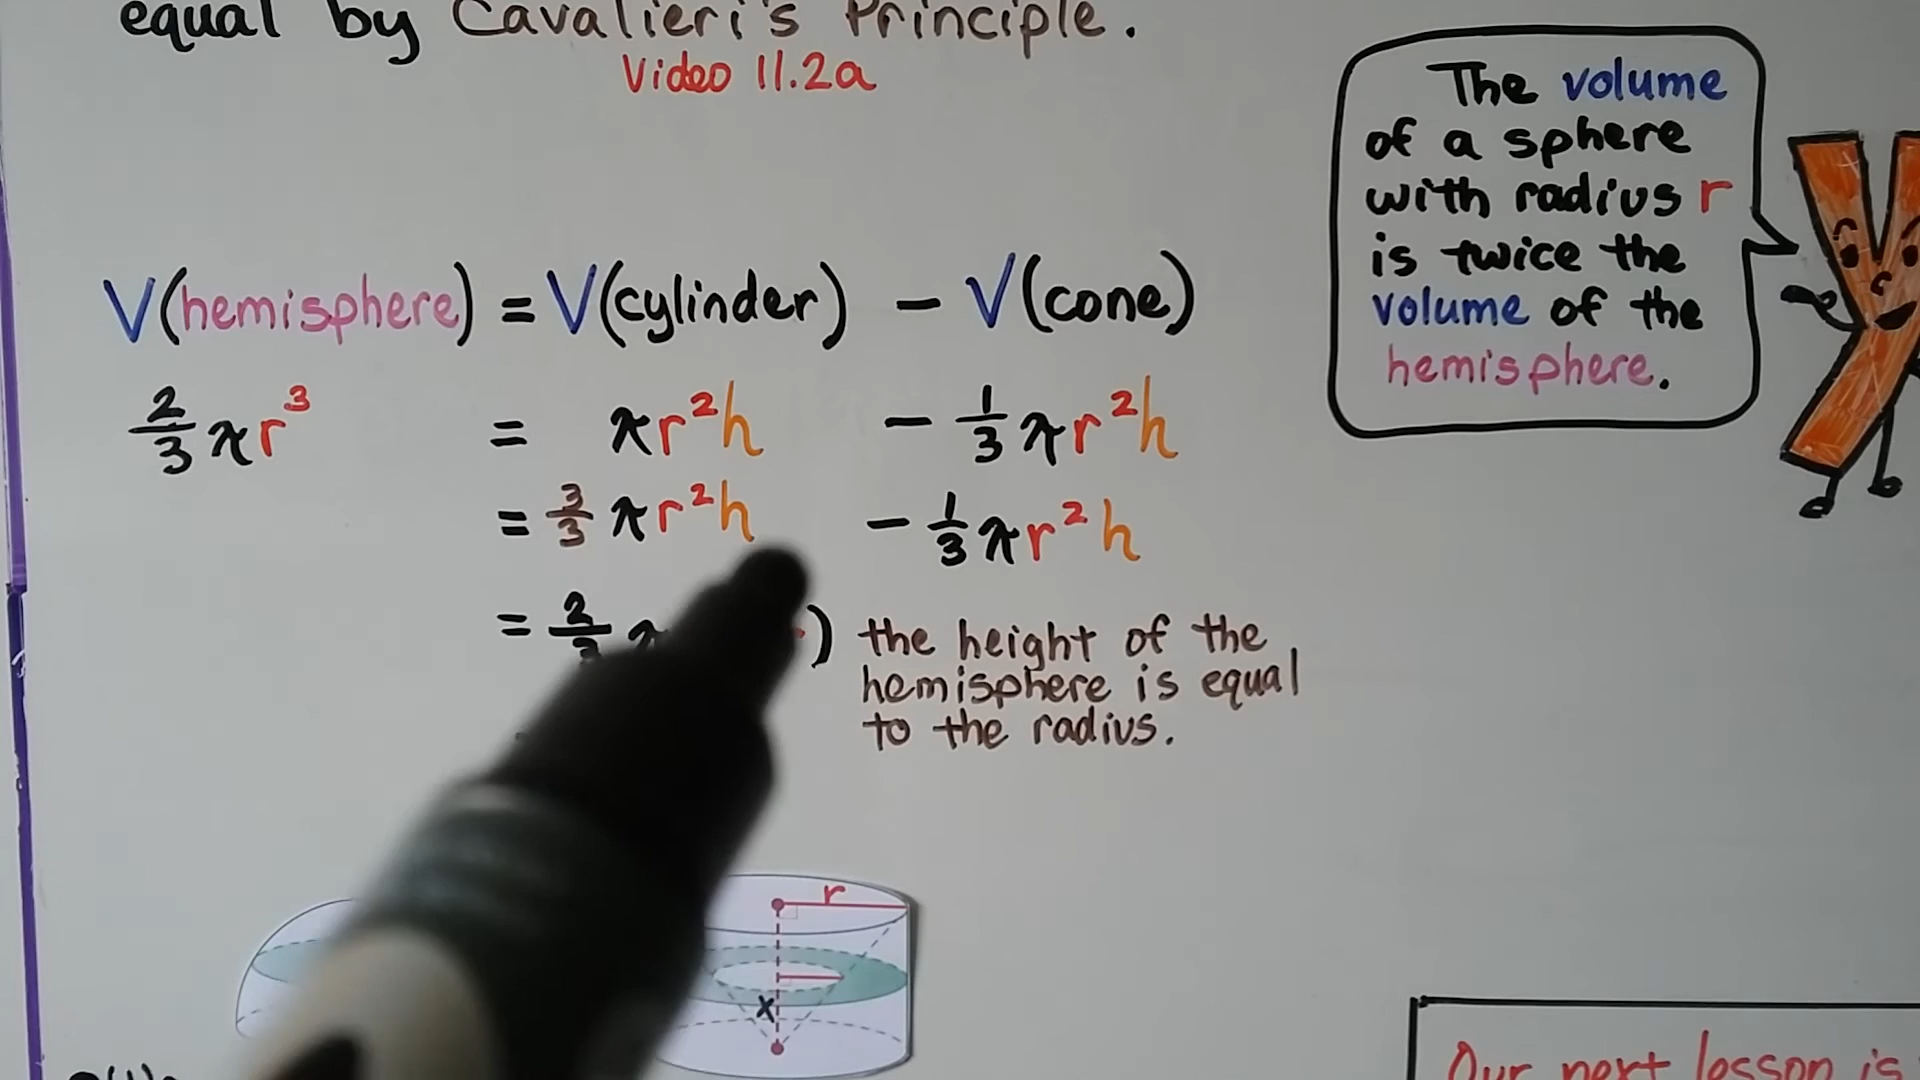 equal by Cavalieri's Principle.
Video 11.2a
The volume
of a sphere
with radius r
is twice the
volume of the
hemisphere.
V(hemisphere) = V(cylinder) - V(cone)
2/3 πr³ = πr²h - 1/3 πr²h
= 3/3 πr²h - 1/3 πr²h
= 2/3 π ) the height of the
hemisphere is equal
to the radius.
r
x
Our next lesson is